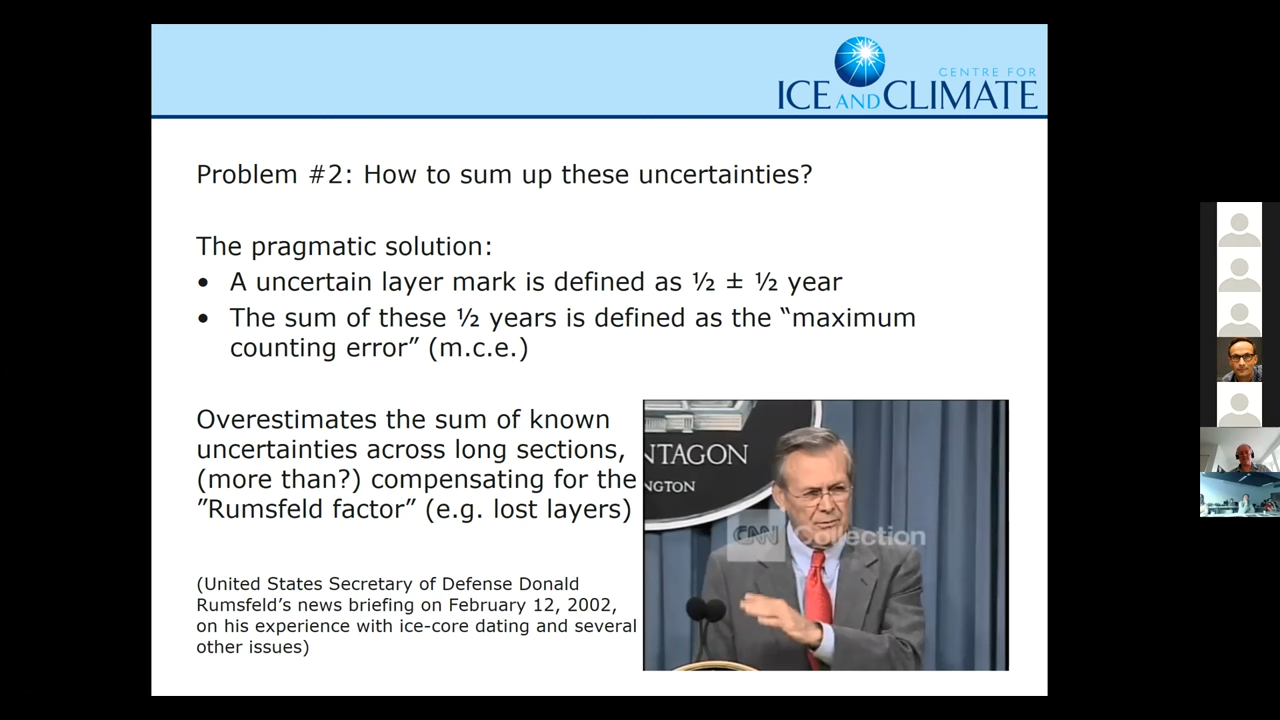 CENTRE FOR
ICE AND CLIMATE
Problem #2: How to sum up these uncertainties?
The pragmatic solution:
• A uncertain layer mark is defined as ½ ± ½ year
• The sum of these ½ years is defined as the “maximum
counting error” (m.c.e.)
Overestimates the sum of known
uncertainties across long sections,
(more than?) compensating for the
”Rumsfeld factor” (e.g. lost layers)
(United States Secretary of Defense Donald
Rumsfeld’s news briefing on February 12, 2002,
on his experience with ice-core dating and several
other issues)
NTAGON
NGTON
CNN Collection